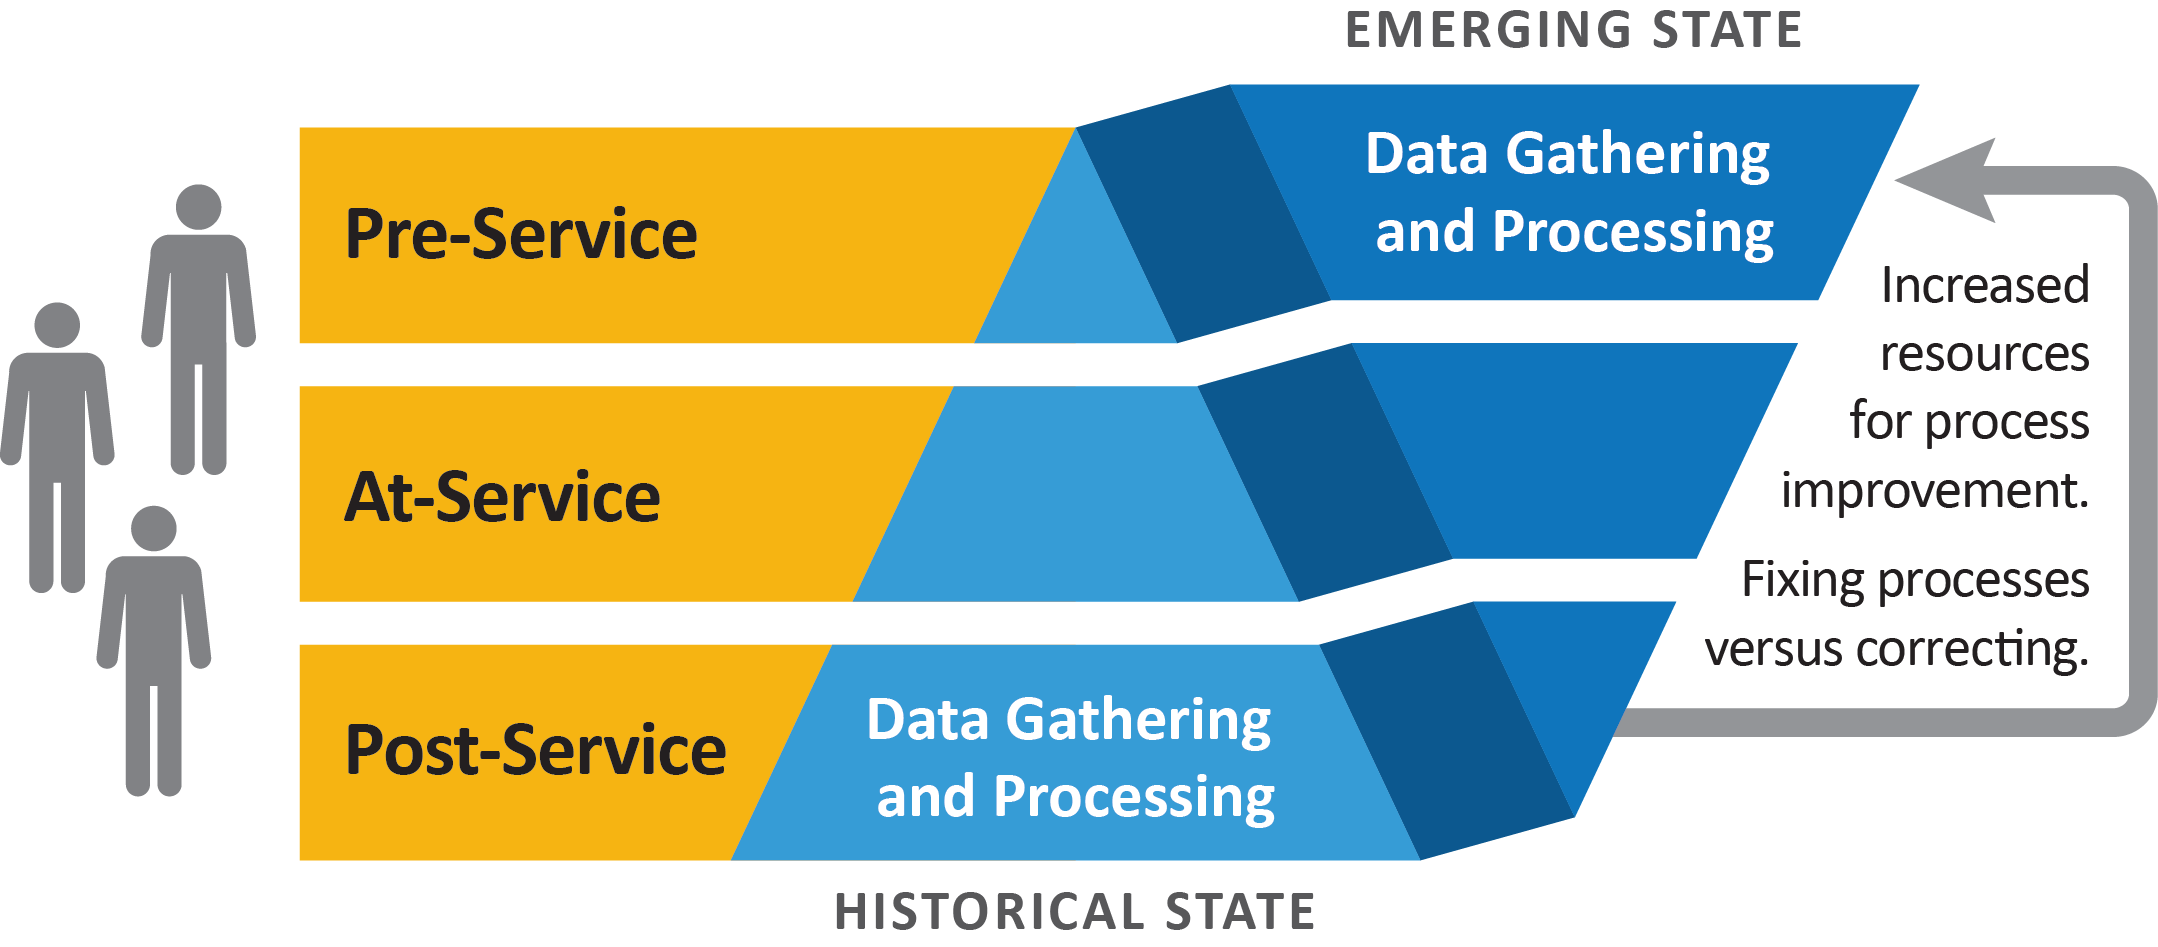 EMERGING STATE
Pre-Service
Data Gathering
and Processing
At-Service
Increased
resources
for process
improvement.
Fixing processes
versus correcting.
Post-Service
Data Gathering
and Processing
HISTORICAL STATE